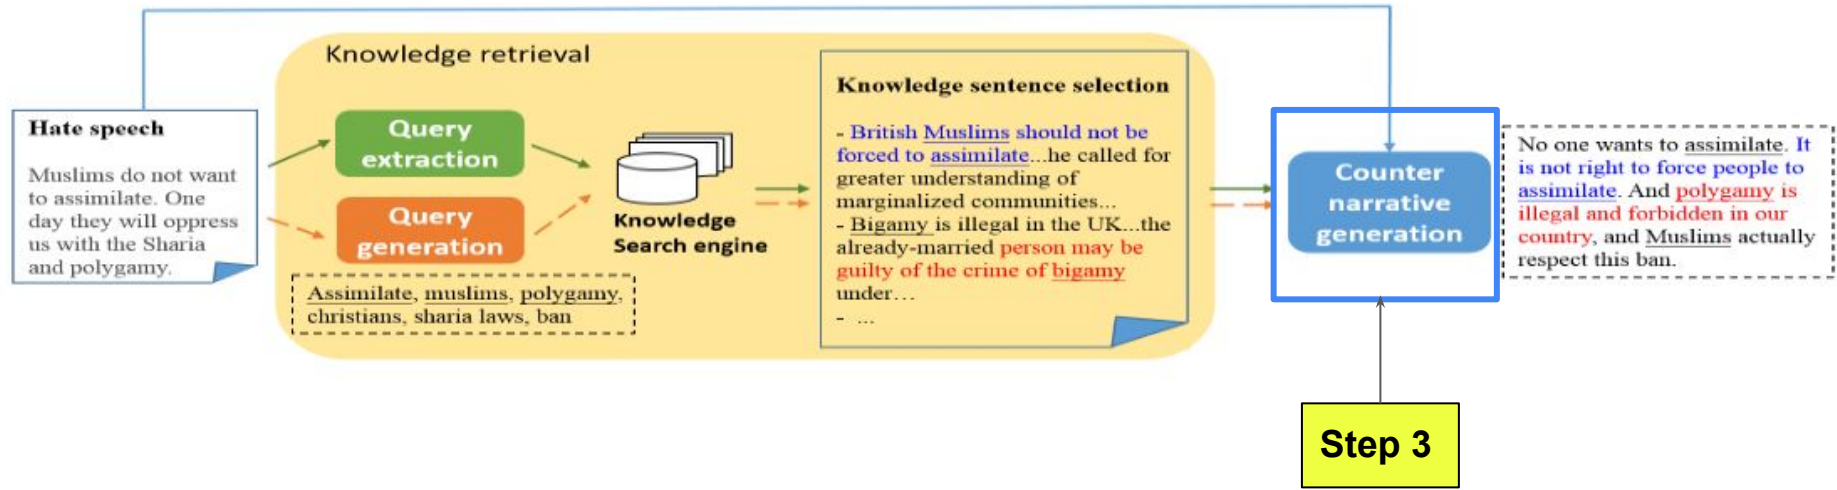 Knowledge retrieval
Hate speech
Muslims do not want
to assimilate. One
day they will oppress
us with the Sharia
and polygamy.
Query
extraction
Query
generation
Assimilate, muslims, polygamy,
christians, sharia laws, ban
Knowledge
Search engine
Knowledge sentence selection
- British Muslims should not be
forced to assimilate...he called for
greater understanding of
marginalized communities...
- Bigamy is illegal in the UK...the
already-married person may be
guilty of the crime of bigamy
under...
- ...
Counter
narrative
generation
No one wants to assimilate. It
is not right to force people to
assimilate. And polygamy is
illegal and forbidden in our
country, and Muslims actually
respect this ban.
Step 3